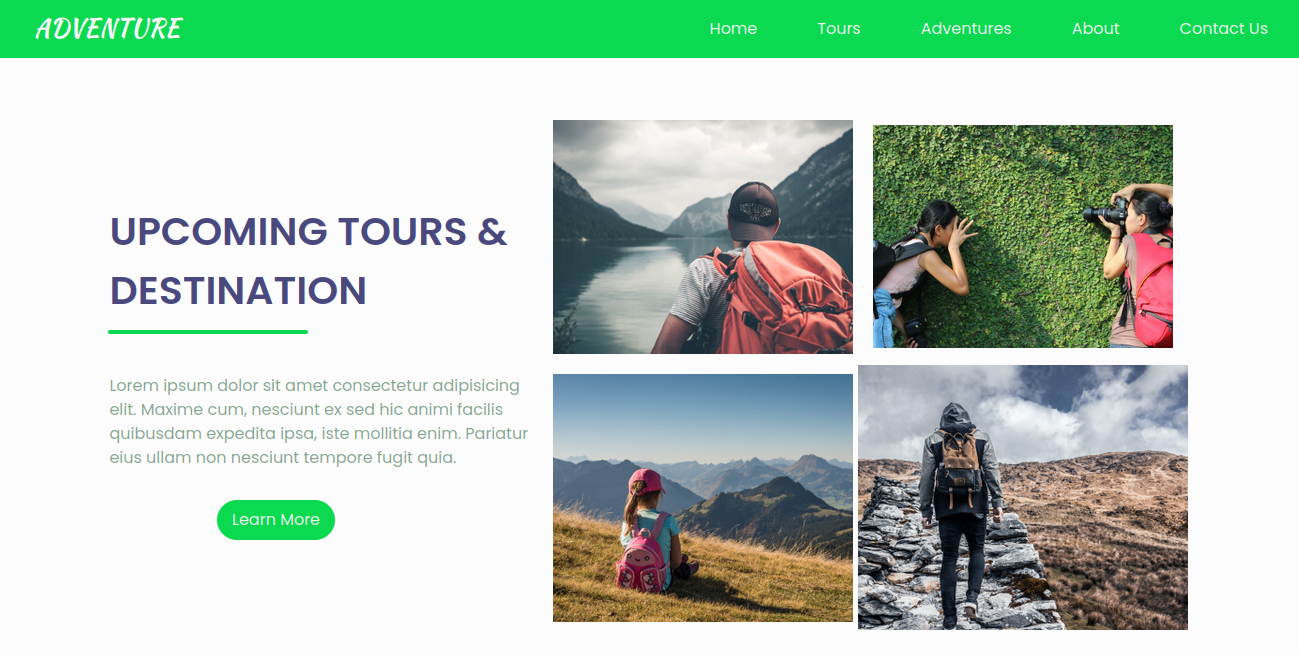 ADVENTURE
Home Tours Adventures About Contact Us
UPCOMING TOURS &
DESTINATION
Lorem ipsum dolor sit amet consectetur adipisicing
elit. Maxime cum, nesciunt ex sed hic animi facilis
quibusdam expedita ipsa, iste mollitia enim. Pariatur
eius ullam non nesciunt tempore fugit quia.
Learn More